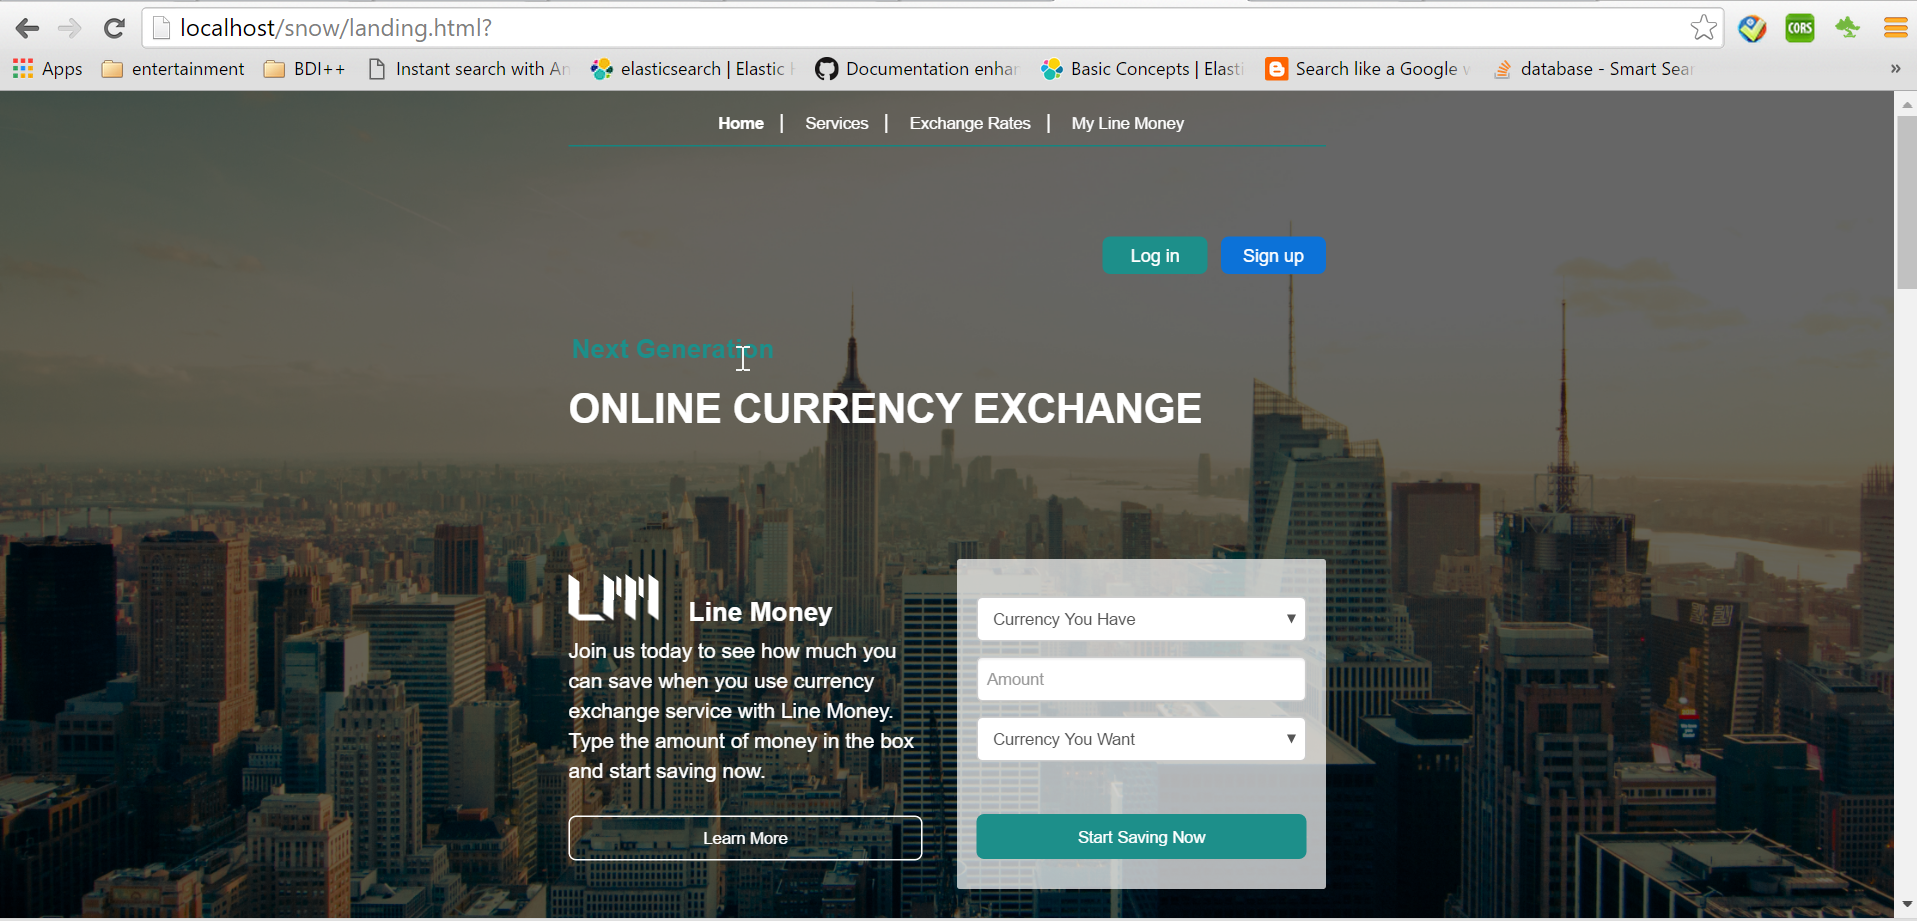 localhost/snow/landing.html?
Apps entertainment BDI++ Instant search with An elasticsearch | Elastic Documentation enhar Basic Concepts | Elasti Search like a Google database - Smart Sear »
CORS
Home | Services | Exchange Rates | My Line Money
Log in Sign up
Next Generation
ONLINE CURRENCY EXCHANGE
LM Line Money
Join us today to see how much you
can save when you use currency
exchange service with Line Money.
Type the amount of money in the box
and start saving now.
Learn More
Currency You Have
Amount
Currency You Want
Start Saving Now